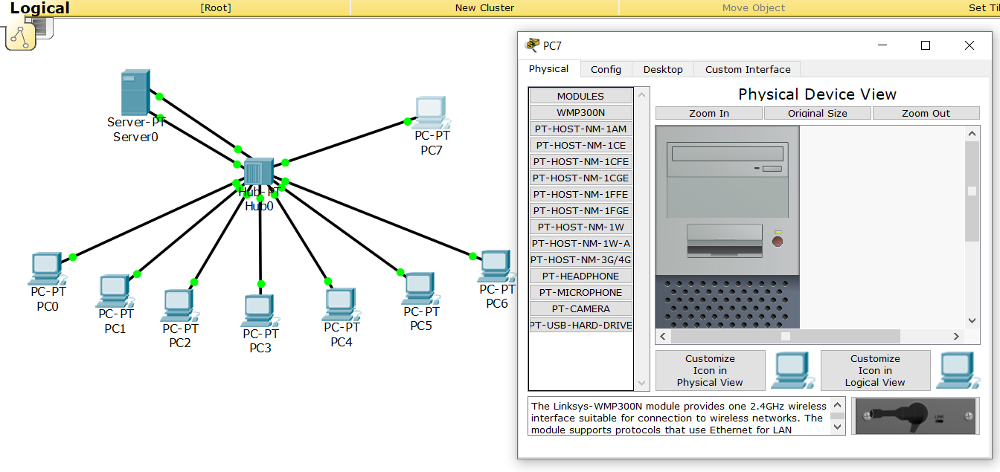 Logical
[Root]
New Cluster
Move Object
Set Til
Server-PT
Server0
PC-PT
PC7
Hub-PT
Hub0
PC-PT
PC0
PC-PT
PC1
PC-PT
PC2
PC-PT
PC3
PC-PT
PC4
PC-PT
PC5
PC-PT
PC6
PC7
Physical
Config
Desktop
Custom Interface
MODULES
WMP300N
PT-HOST-NM-1AM
PT-HOST-NM-1CE
PT-HOST-NM-1CFE
PT-HOST-NM-1CGE
PT-HOST-NM-1FFE
PT-HOST-NM-1FGE
PT-HOST-NM-1W
PT-HOST-NM-1W-A
PT-HOST-NM-3G/4G
PT-HEADPHONE
PT-MICROPHONE
PT-CAMERA
PT-USB-HARD-DRIVE
Physical Device View
Zoom In
Original Size
Zoom Out
Customize
Icon in
Physical View
Customize
Icon in
Logical View
The Linksys-WMP300N module provides one 2.4GHz wireless
interface suitable for connection to wireless networks. The
module supports protocols that use Ethernet for LAN
LINK